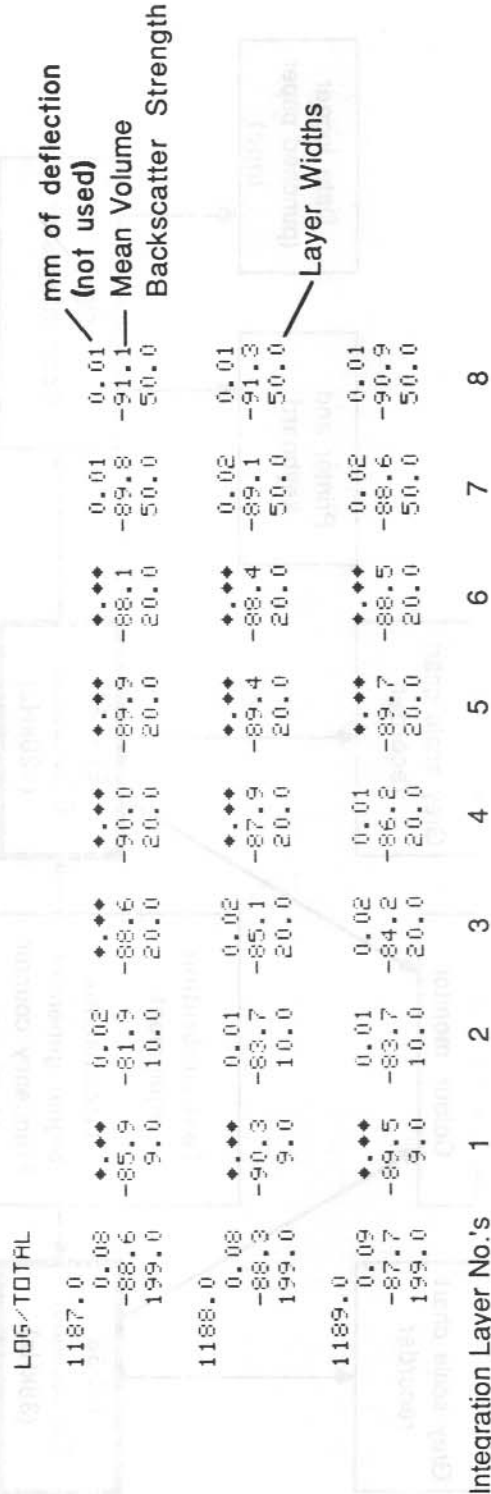 LOG/TOTAL
mm of deflection
(not used)
1187.0
0.08 *.** 0.02 *.** *.** *.** *.** 0.01 0.01
-88.6 -85.9 -81.9 -88.6 -90.0 -89.9 -88.1 -89.8 -91.1 Mean Volume
199.0 9.0 10.0 20.0 20.0 20.0 20.0 50.0 50.0 Backscatter Strength
1188.0
0.08 *.** 0.01 0.02 *.** *.** *.** 0.02 0.01
-88.3 -90.3 -83.7 -85.1 -87.9 -89.4 -88.4 -89.1 -91.3
199.0 9.0 10.0 20.0 20.0 20.0 20.0 50.0 50.0
Layer Widths
1189.0
0.09 *.** 0.01 0.02 0.01 *.** *.** 0.02 0.01
-87.7 -89.5 -83.7 -84.2 -86.2 -89.7 -88.5 -88.6 -90.9
199.0 9.0 10.0 20.0 20.0 20.0 20.0 50.0 50.0
Integration Layer No.'s 1 2 3 4 5 6 7 8